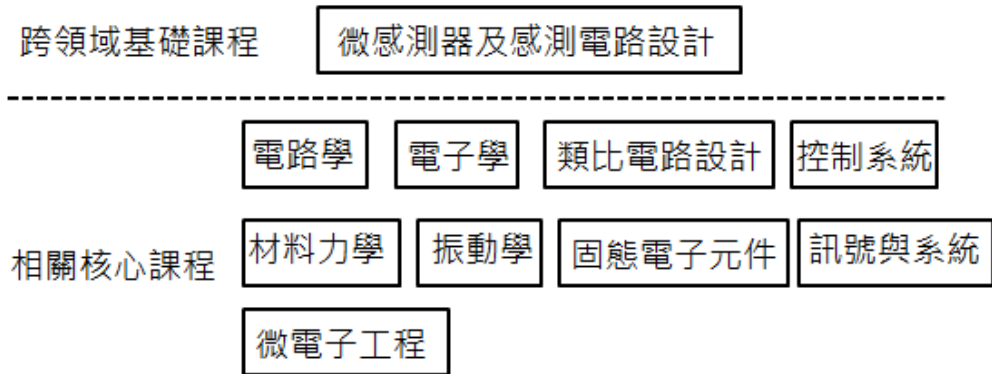 跨領域基礎課程 微感測器及感測電路設計
電路學 電子學 類比電路設計 控制系統
相關核心課程 材料力學 振動學 固態電子元件 訊號與系統
微電子工程